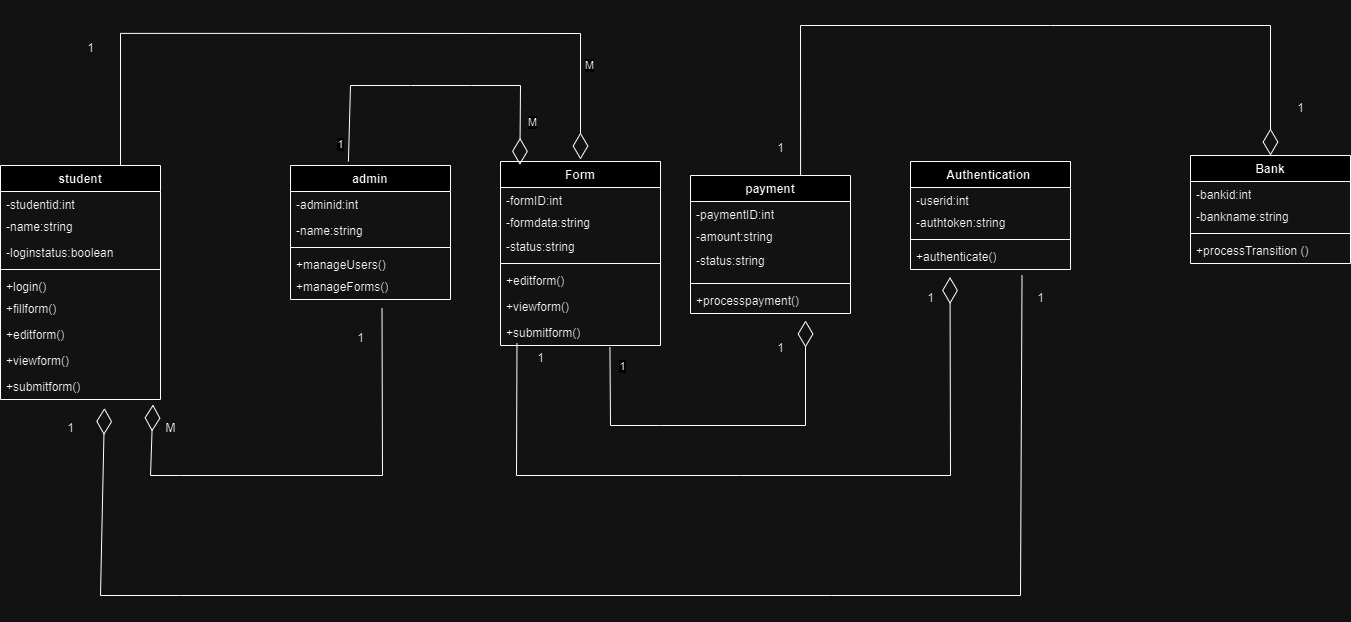 1
M
1
M
1
1
student
-studentid:int
-name:string
-loginstatus:boolean
+login()
+fillform()
+editform()
+viewform()
+submitform()
admin
-adminid:int
-name:string
+manageUsers()
+manageForms()
Form
-formID:int
-formdata:string
-status:string
+editform()
+viewform()
+submitform()
payment
-paymentID:int
-amount:string
-status:string
+processpayment()
Authentication
-userid:int
-authtoken:string
+authenticate()
Bank
-bankid:int
-bankname:string
+processTransition ()
1
M
1
1
1
1
1
1